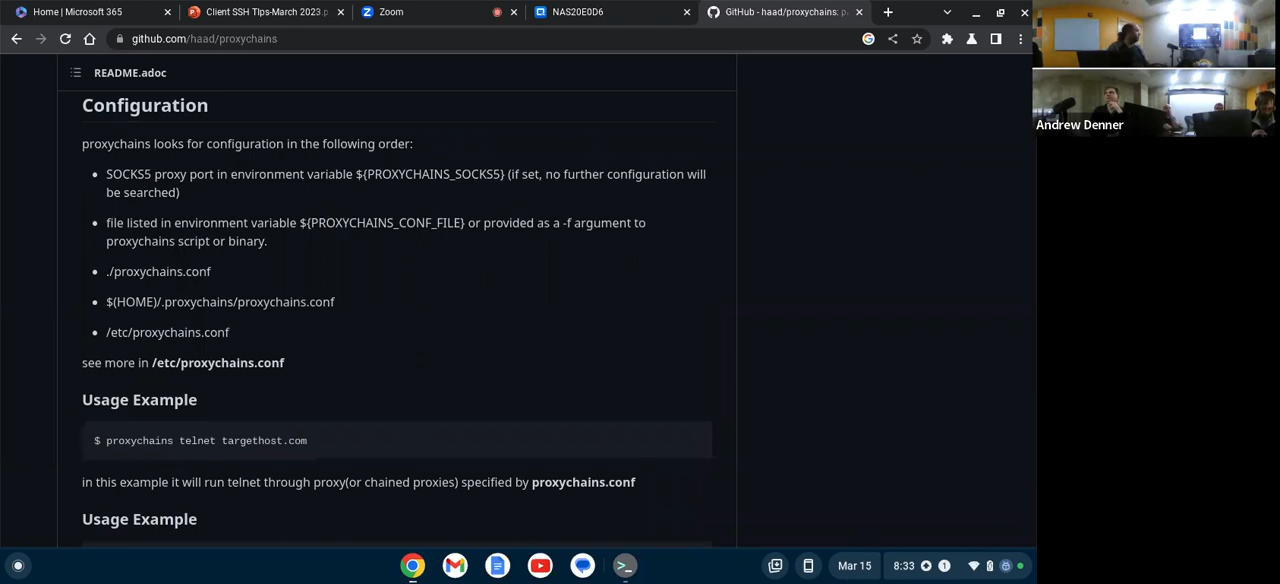 Home | Microsoft 365
Client SSH TIps-March 2023.p
Zoom
NAS20E0D6
GitHub - haad/proxychains: p
github.com/haad/proxychains
README.adoc
Configuration
proxychains looks for configuration in the following order:
SOCKS5 proxy port in environment variable ${PROXYCHAINS_SOCKS5} (if set, no further configuration will
be searched)
file listed in environment variable ${PROXYCHAINS_CONF_FILE} or provided as a -f argument to
proxychains script or binary.
./proxychains.conf
$(HOME)/.proxychains/proxychains.conf
/etc/proxychains.conf
see more in /etc/proxychains.conf
Usage Example
$ proxychains telnet targethost.com
in this example it will run telnet through proxy(or chained proxies) specified by proxychains.conf
Usage Example
Andrew Denner
Mar 15
8:33
1